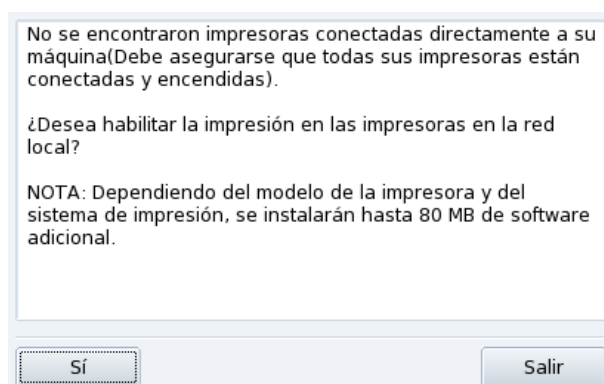 No se encontraron impresoras conectadas directamente a su
máquina(Debe asegurarse que todas sus impresoras están
conectadas y encendidas).
¿Desea habilitar la impresión en las impresoras en la red
local?
NOTA: Dependiendo del modelo de la impresora y del
sistema de impresión, se instalarán hasta 80 MB de software
adicional.
Sí
Salir